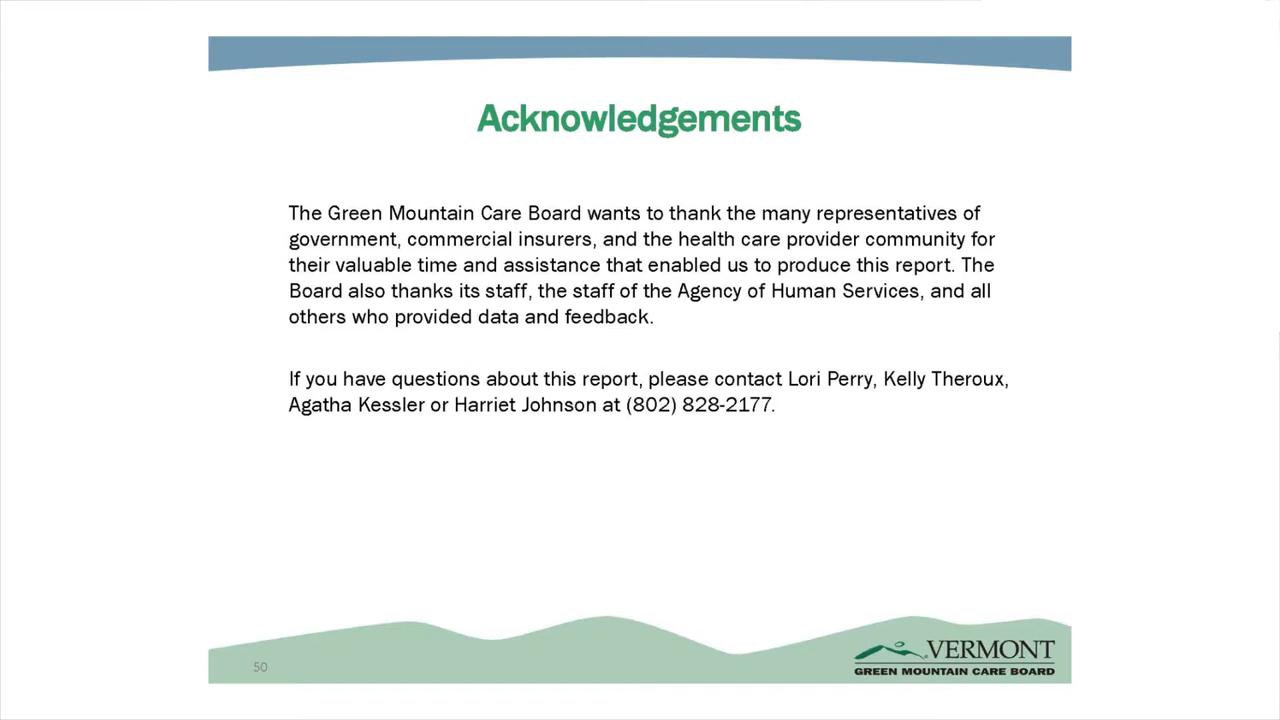 Acknowledgements
The Green Mountain Care Board wants to thank the many representatives of
government, commercial insurers, and the health care provider community for
their valuable time and assistance that enabled us to produce this report. The
Board also thanks its staff, the staff of the Agency of Human Services, and all
others who provided data and feedback.
If you have questions about this report, please contact Lori Perry, Kelly Theroux,
Agatha Kessler or Harriet Johnson at (802) 828-2177.
50
VERMONT
GREEN MOUNTAIN CARE BOARD